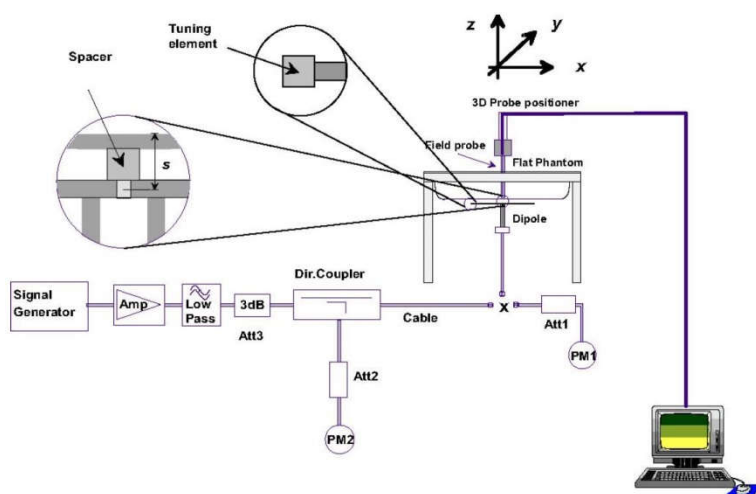 Tuning
element
Spacer
s
z
y
x
3D Probe positioner
Field probe
Flat Phantom
Dipole
Signal
Generator
Amp
Low
Pass
3dB
Att3
Dir.Coupler
Cable
x
Att1
PM1
Att2
PM2